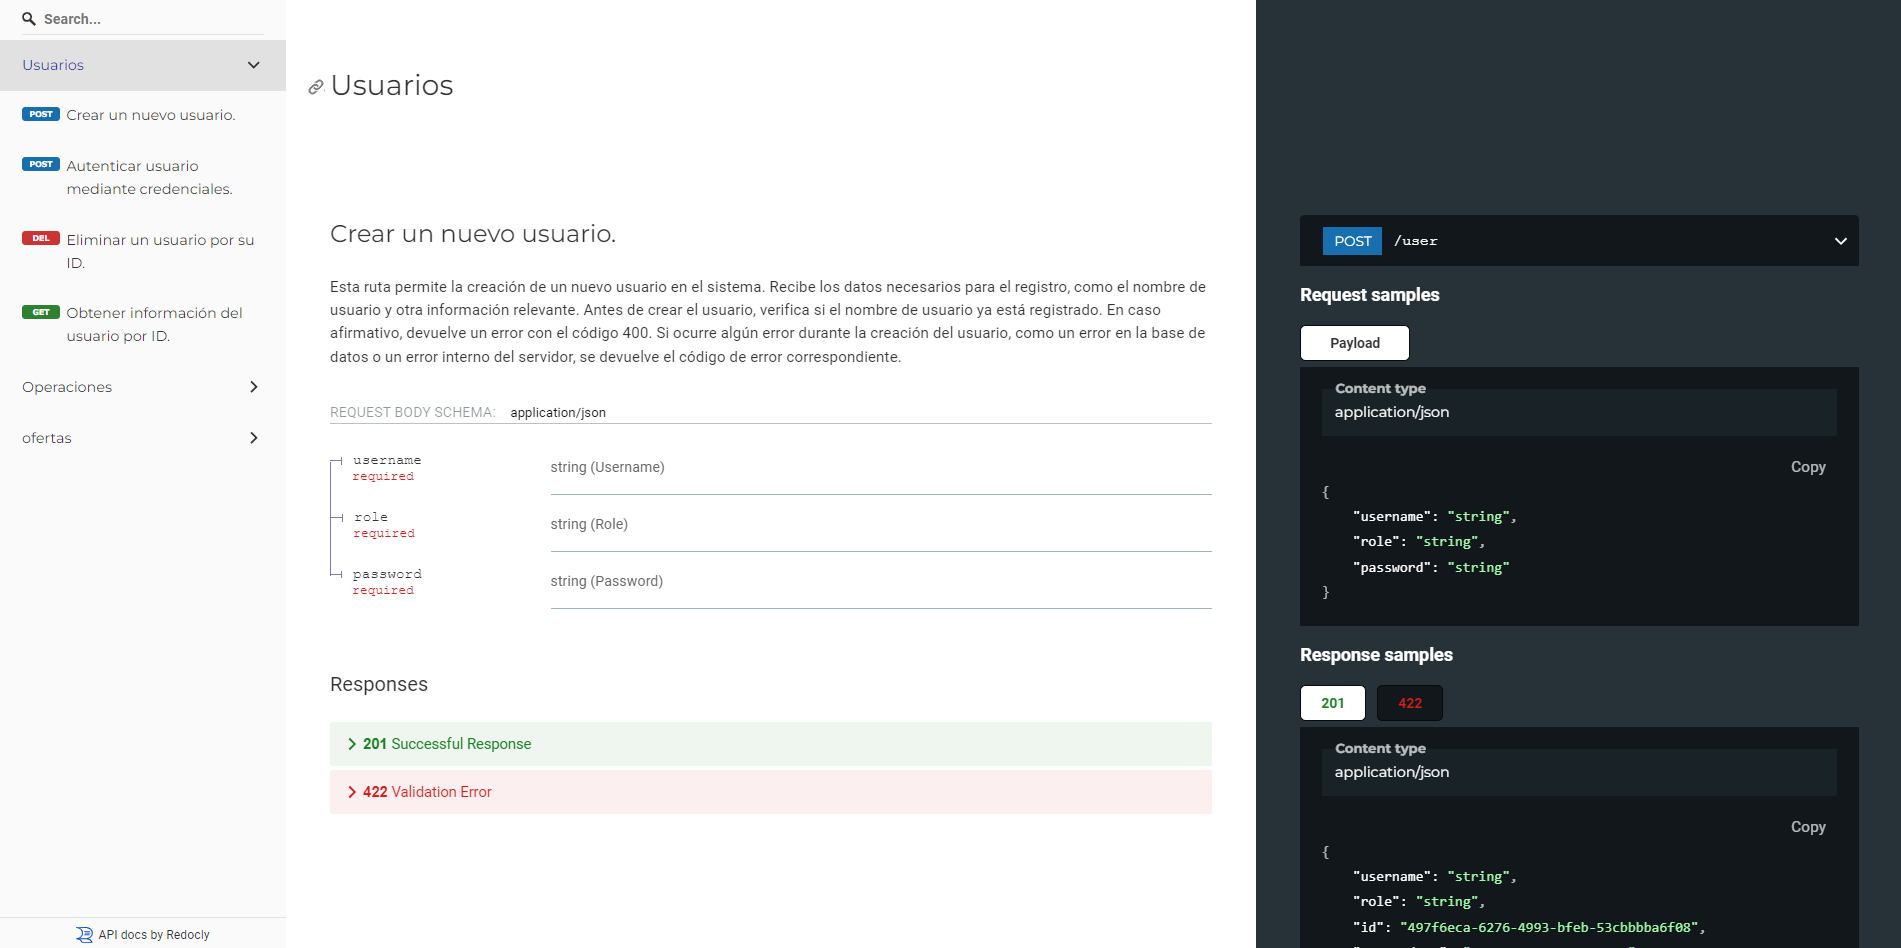 Search...
Usuarios
POST Crear un nuevo usuario.
POST Autenticar usuario
mediante credenciales.
DEL Eliminar un usuario por su
ID.
GET Obtener información del
usuario por ID.
Operaciones
ofertas
API docs by Redocly
Usuarios
Crear un nuevo usuario.
Esta ruta permite la creación de un nuevo usuario en el sistema. Recibe los datos necesarios para el registro, como el nombre de
usuario y otra información relevante. Antes de crear el usuario, verifica si el nombre de usuario ya está registrado. En caso
afirmativo, devuelve un error con el código 400. Si ocurre algún error durante la creación del usuario, como un error en la base de
datos o un error interno del servidor, se devuelve el código de error correspondiente.
REQUEST BODY SCHEMA: application/json
username
required
string (Username)
role
required
string (Role)
password
required
string (Password)
Responses
201 Successful Response
422 Validation Error
POST /user
Request samples
Payload
Content type
application/json
Copy
{
"username": "string",
"role": "string",
"password": "string"
}
Response samples
201 422
Content type
application/json
Copy
{
"username": "string",
"role": "string",
"id": "497f6eca-6276-4993-bfeb-53cbbbba6f08",